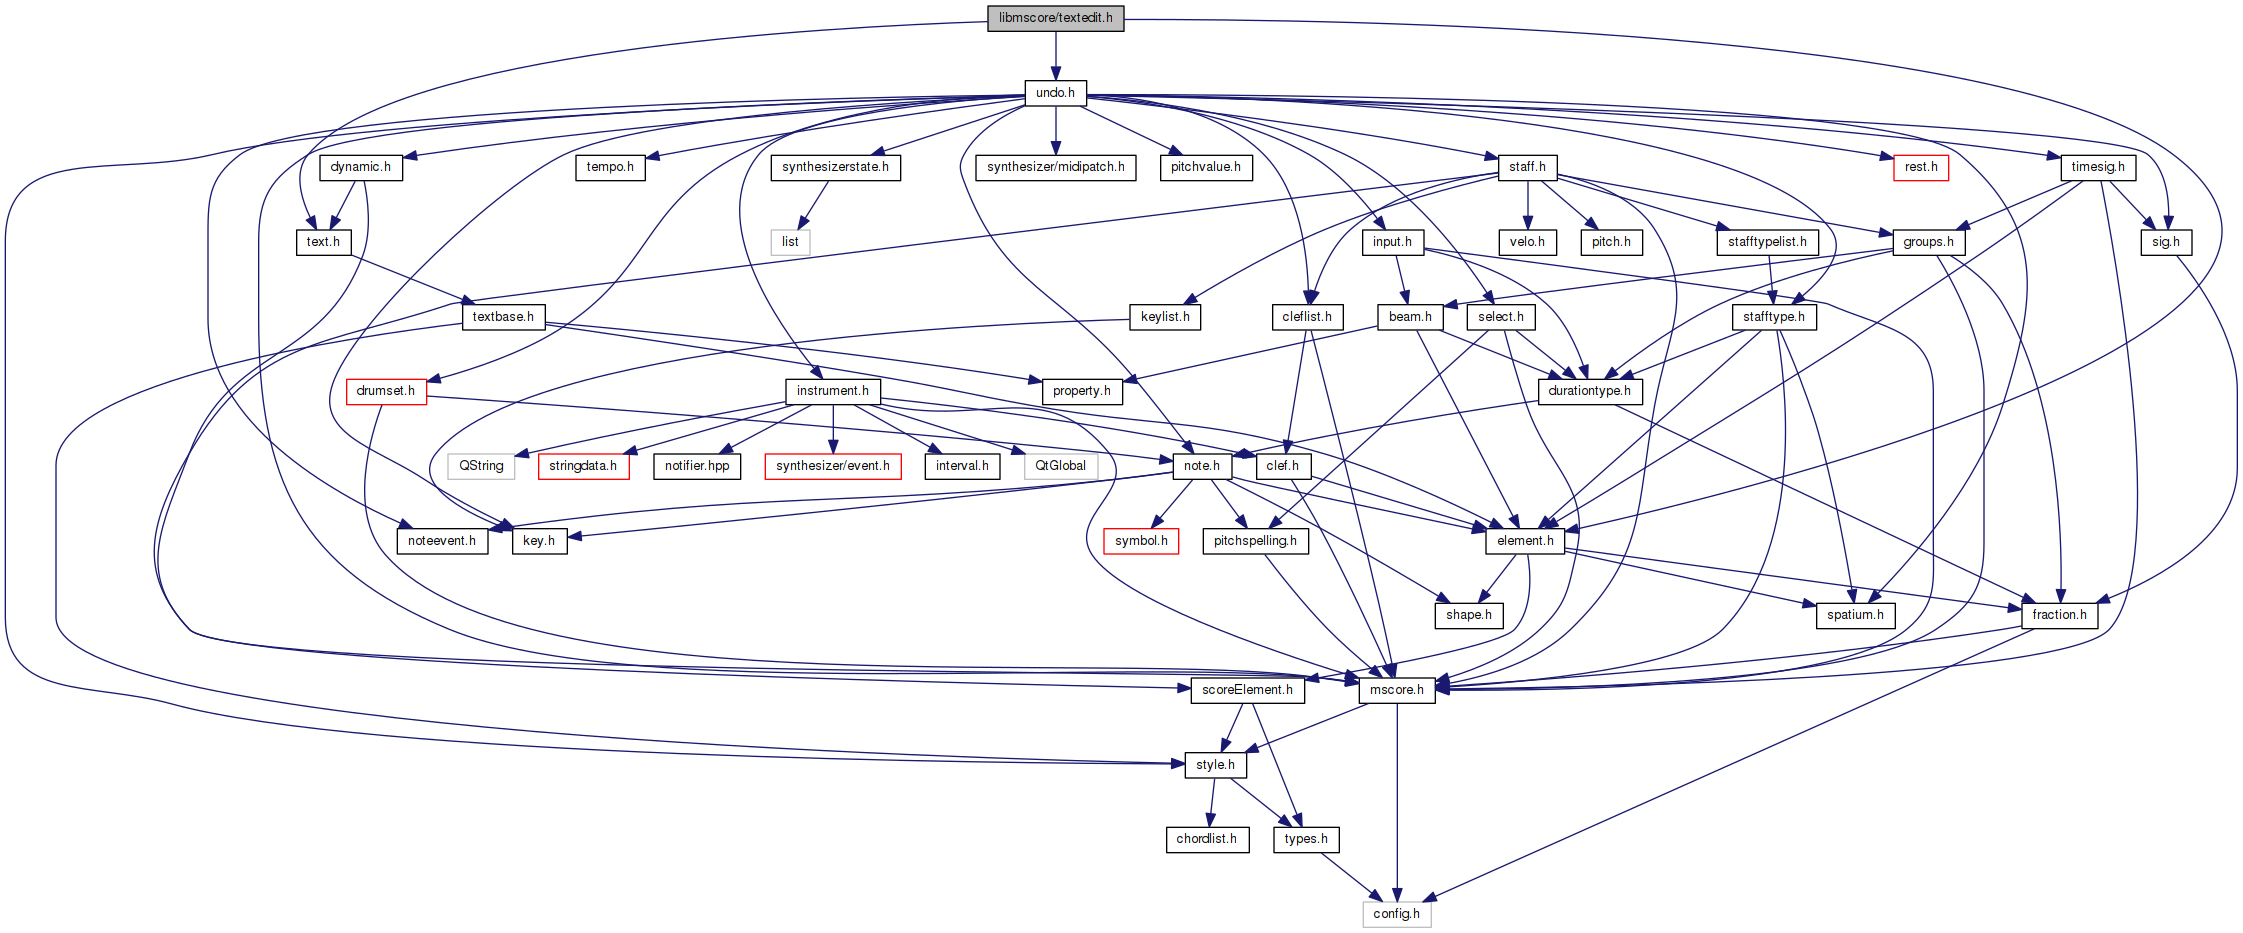 libmscore/textedit.h
undo.h
dynamic.h
tempo.h
synthesizerstate.h
synthesizer/midipatch.h
pitchvalue.h
staff.h
rest.h
timesig.h
text.h
list
input.h
velo.h
pitch.h
stafftypelist.h
groups.h
sig.h
textbase.h
keylist.h
cleflist.h
beam.h
select.h
stafftype.h
drumset.h
instrument.h
property.h
durationtype.h
QString
stringdata.h
notifier.hpp
synthesizer/event.h
interval.h
QtGlobal
note.h
clef.h
noteevent.h
key.h
symbol.h
pitchspelling.h
element.h
shape.h
spatium.h
fraction.h
scoreElement.h
mscore.h
style.h
chordlist.h
types.h
config.h